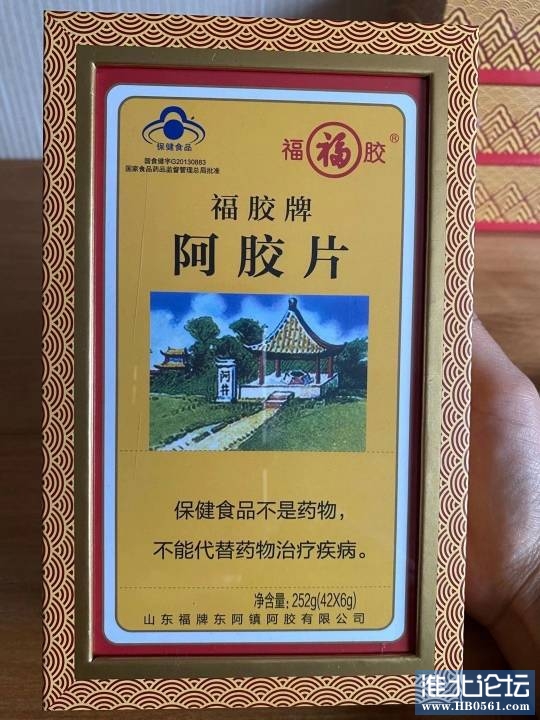 保健食品
国食健字G20130883
国家食品药品监督管理总局批准
福福胶®
福胶牌
阿胶片
阿井
保健食品不是药物，
不能代替药物治疗疾病。
净含量：252g(42X6g)
山东福牌东阿镇阿胶有限公司
淮北论坛
www.HB0561.com